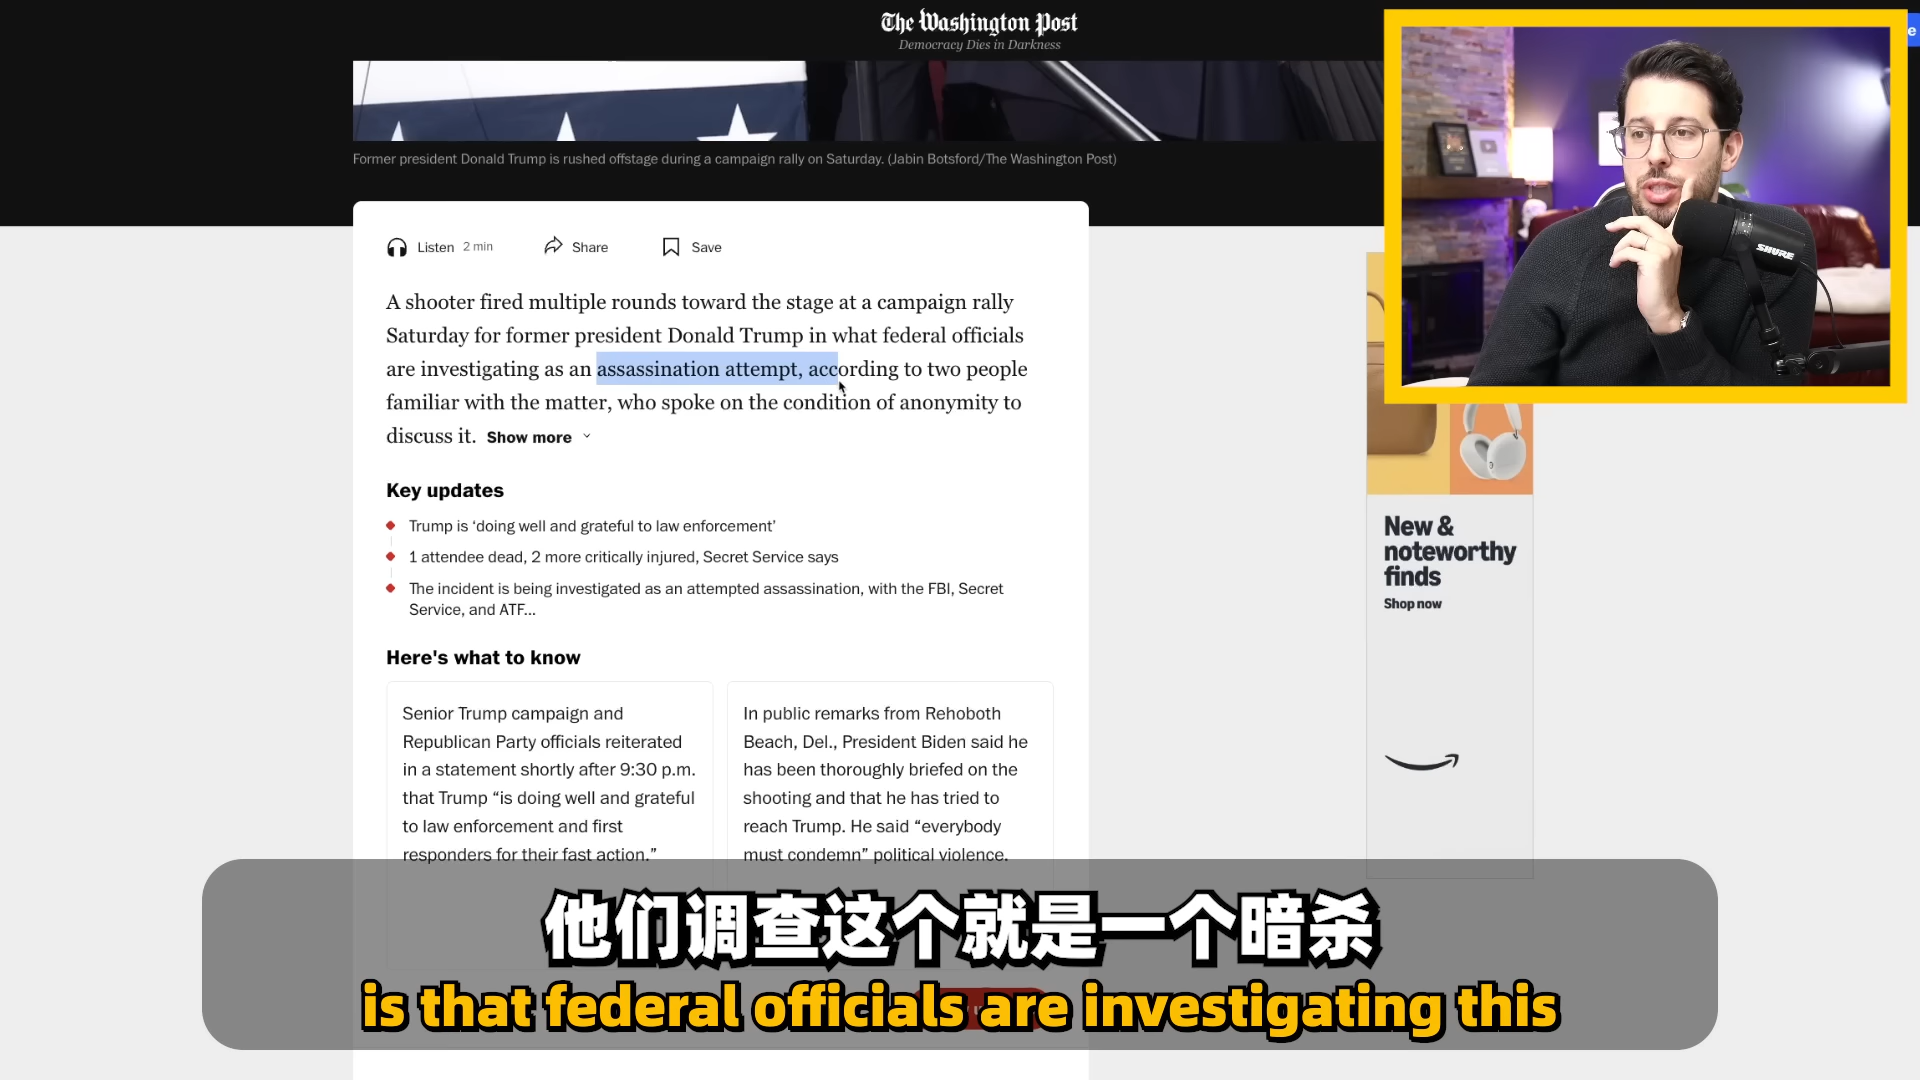 The Washington Post
Democracy Dies in Darkness
e
Former president Donald Trump is rushed offstage during a campaign rally on Saturday. (Jabin Botsford/The Washington Post)
SHURE
Listen 2 min Share Save
A shooter fired multiple rounds toward the stage at a campaign rally
Saturday for former president Donald Trump in what federal officials
are investigating as an assassination attempt, according to two people
familiar with the matter, who spoke on the condition of anonymity to
discuss it. Show more
Key updates
Trump is ‘doing well and grateful to law enforcement’
1 attendee dead, 2 more critically injured, Secret Service says
The incident is being investigated as an attempted assassination, with the FBI, Secret
Service, and ATF...
Here's what to know
Senior Trump campaign and
Republican Party officials reiterated
in a statement shortly after 9:30 p.m.
that Trump “is doing well and grateful
to law enforcement and first
responders for their fast action.”
In public remarks from Rehoboth
Beach, Del., President Biden said he
has been thoroughly briefed on the
shooting and that he has tried to
reach Trump. He said “everybody
must condemn” political violence.
New &
noteworthy
finds
Shop now
他们调查这个就是一个暗杀
is that federal officials are investigating this